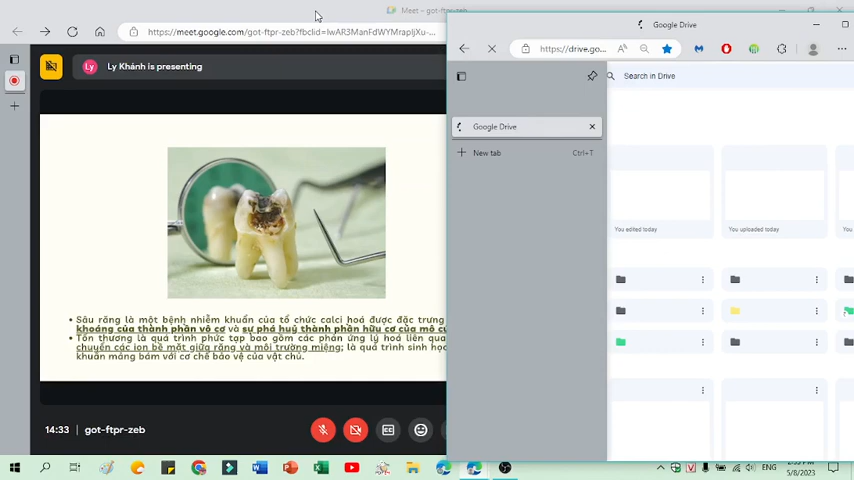 Meet – got-ftpr-zeb
https://meet.google.com/got-ftpr-zeb?fbclid=IwAR3ManFdWYMrapIjXu-...
Ly
Ly Khánh is presenting
Sâu răng là một bệnh nhiễm khuẩn của tổ chức calci hoá được đặc trưng
khoáng của thành phần vô cơ và sự phá huỷ thành phần hữu cơ của mô cứ
Tổn thương là quá trình phức tạp bao gồm các phản ứng lý hoá liên qua
chuyển các ion bề mặt giữa răng và môi trường miệng; là quá trình sinh học
khuẩn mảng bám với cơ chế bảo vệ của vật chủ.
14:33
got-ftpr-zeb
Google Drive
https://drive.go...
Search in Drive
Google Drive
New tab
Ctrl+T
You edited today
You uploaded today
ENG
2:33 PM
5/8/2023